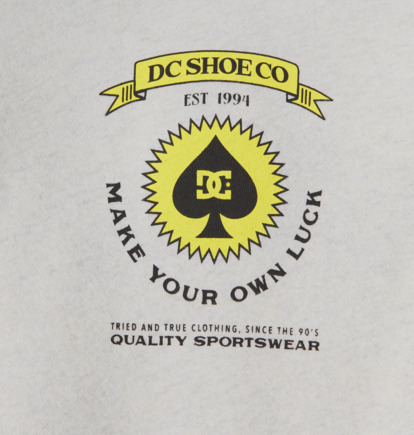 DC SHOE CO
EST 1994
DC
MAKE YOUR OWN LUCK
TRIED AND TRUE CLOTHING, SINCE THE 90'S
QUALITY SPORTSWEAR